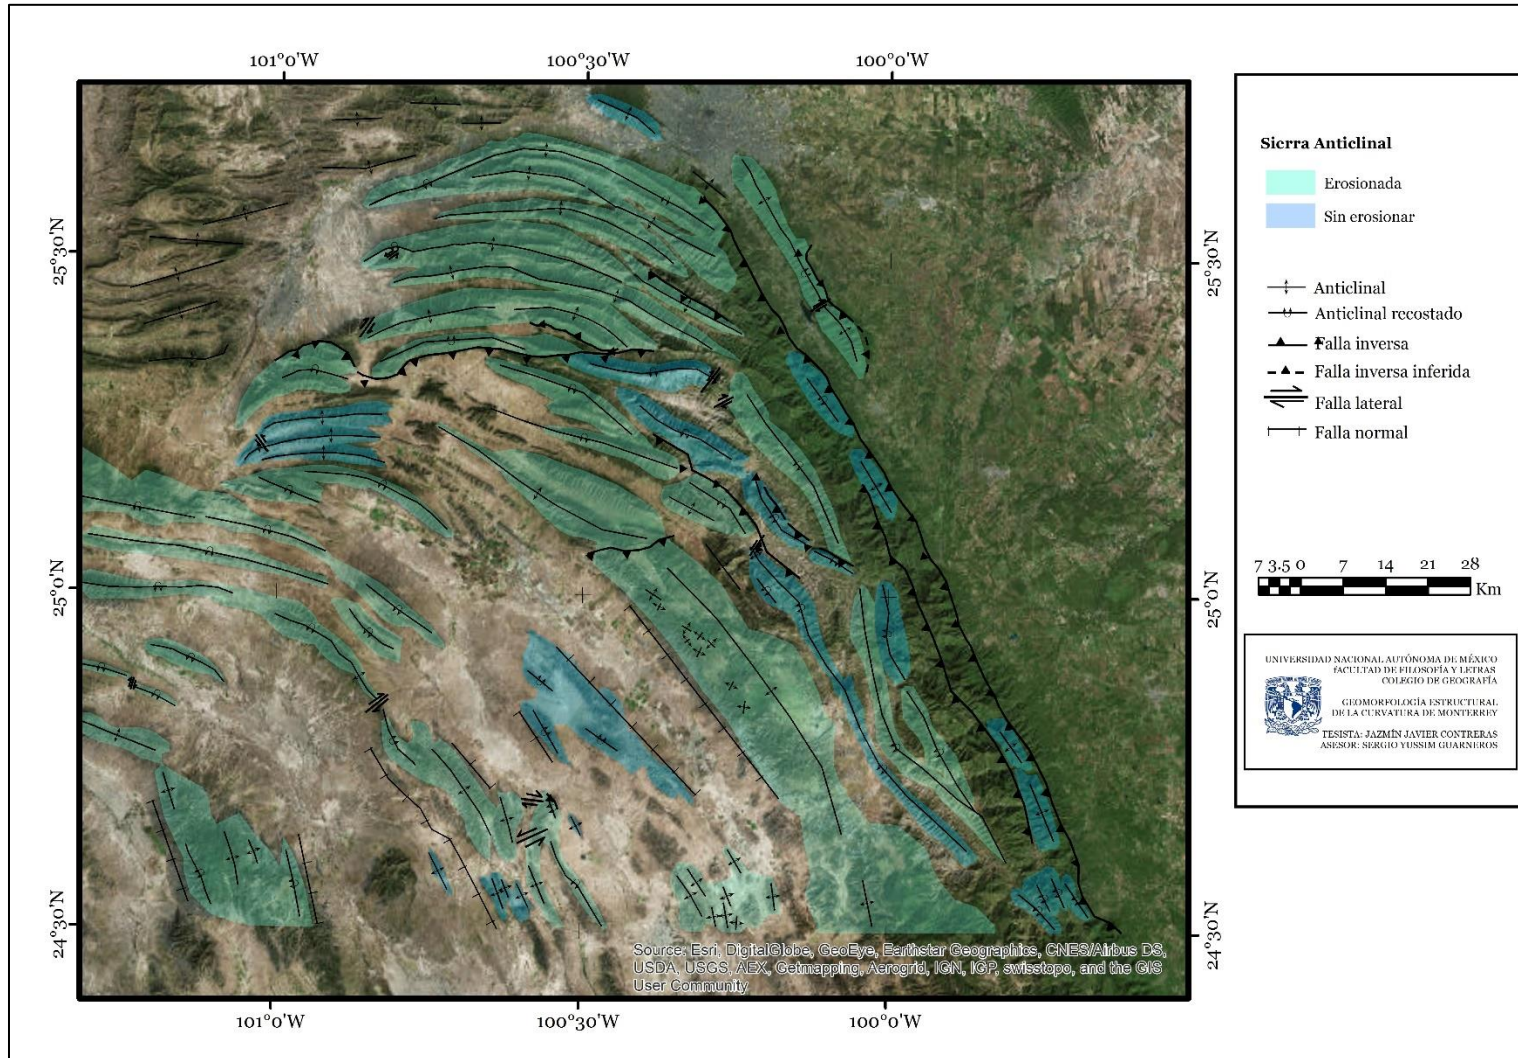 101°0'W
100°30'W
100°0'W
25°30'N
25°0'N
24°30'N
25°30'N
25°0'N
24°30'N
101°0'W
100°30'W
100°0'W
Source: Esri, DigitalGlobe, GeoEye, Earthstar Geographics, CNES/Airbus DS,
USDA, USGS, AEX, Getmapping, Aerogrid, IGN, IGP, swisstopo, and the GIS
User Community
Sierra Anticlinal
Erosionada
Sin erosionar
Anticlinal
Anticlinal recostado
Falla inversa
Falla inversa inferida
Falla lateral
Falla normal
7 3.5 0 7 14 21 28
Km
UNIVERSIDAD NACIONAL AUTÓNOMA DE MÉXICO
fACULTAD DE FILOSOFÍA Y LETRAS
COLEGIO DE GEOGRAFÍA
GEOMORFOLOGÍA ESTRUCTURAL
DE LA CURVATURA DE MONTERREY
TESISTA: JAZMÍN JAVIER CONTRERAS
ASESOR: SERGIO YUSSIM GUARNEROS